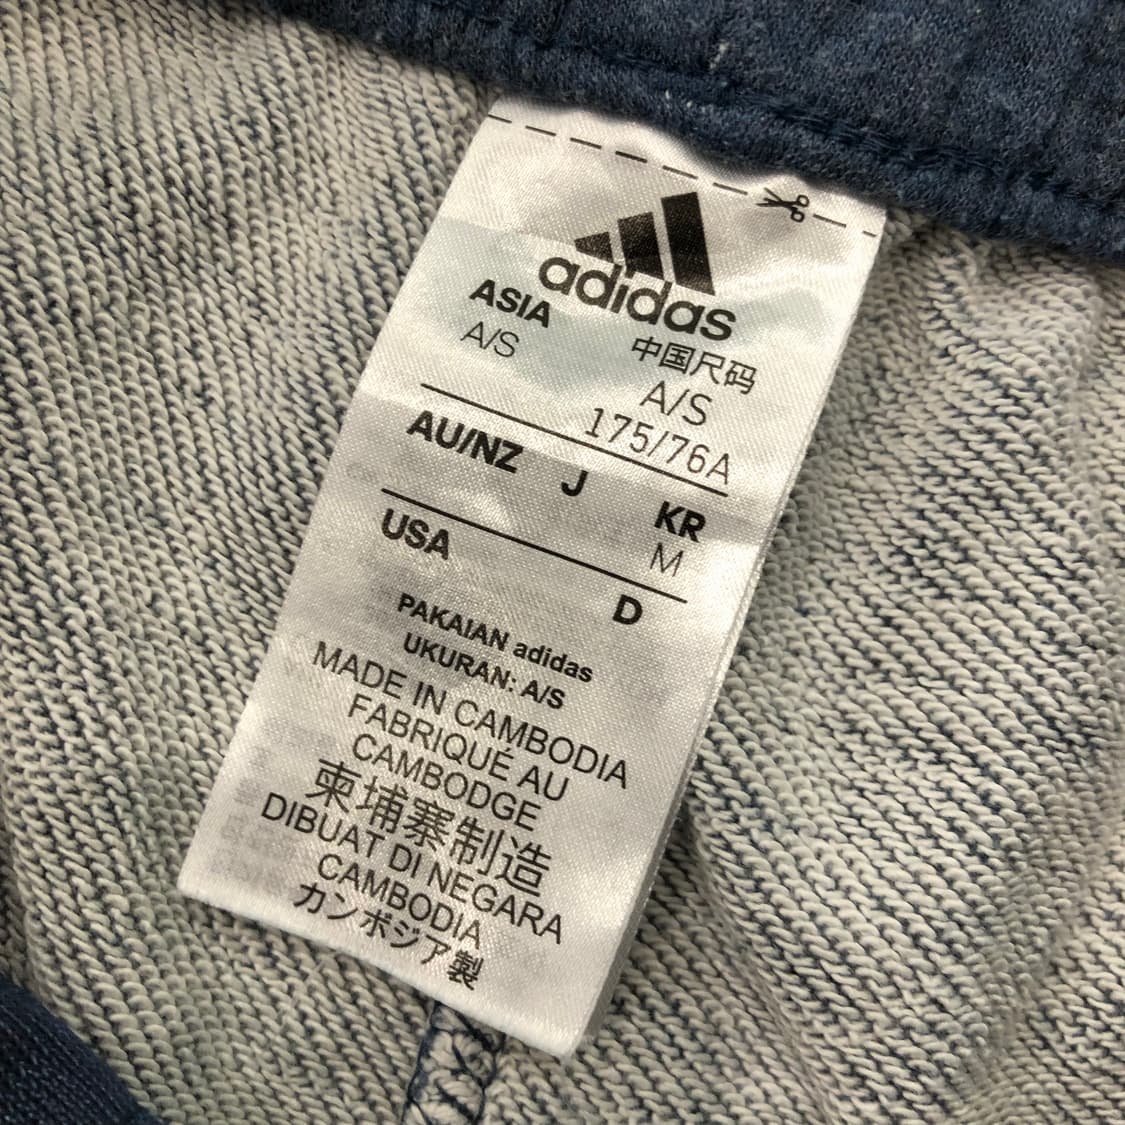 adidas
ASIA 中国尺码
A/S A/S
175/76A
AU/NZ J KR
M
USA D
PAKAIAN adidas
UKURAN: A/S
MADE IN CAMBODIA
FABRIQUÉ AU
CAMBODGE
柬埔寨制造
DIBUAT DI NEGARA
CAMBODIA
カンボジア製